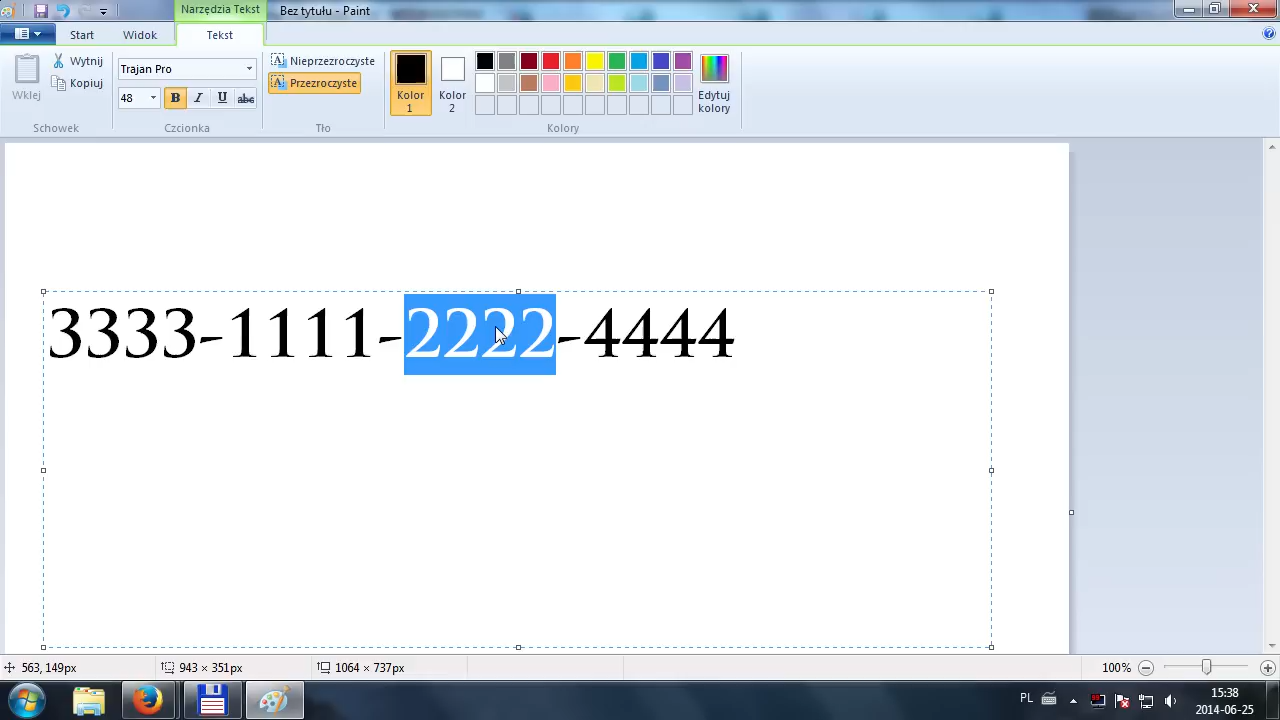 Narzędzia Tekst
Bez tytułu - Paint
Start
Widok
Tekst
Wklej
Wytnij
Kopiuj
Schowek
Trajan Pro
48
B I U abc
Czcionka
Nieprzezroczyste
Przezroczyste
Tło
Kolor 1
Kolor 2
Edytuj kolory
Kolory
3333-1111-2222-4444
563, 149px
943 × 351px
1064 × 737px
100%
PL
15:38
2014-06-25